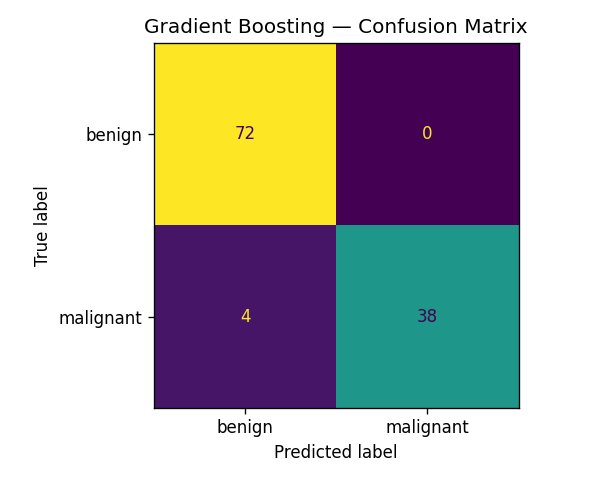 Gradient Boosting — Confusion Matrix
benign
72
0
True label
malignant
4
38
benign
malignant
Predicted label